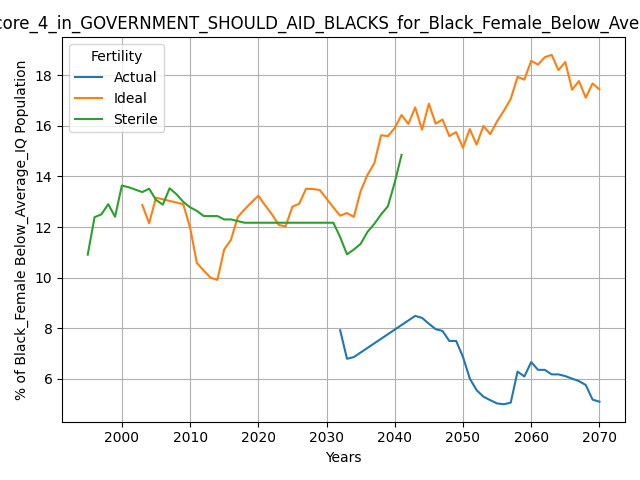 core_4_in_GOVERNMENT_SHOULD_AID_BLACKS_for_Black_Female_Below_Ave
Fertility
Actual
Ideal
Sterile
% of Black_Female Below_Average_IQ Population
18
16
14
12
10
8
6
2000 2010 2020 2030 2040 2050 2060 2070
Years